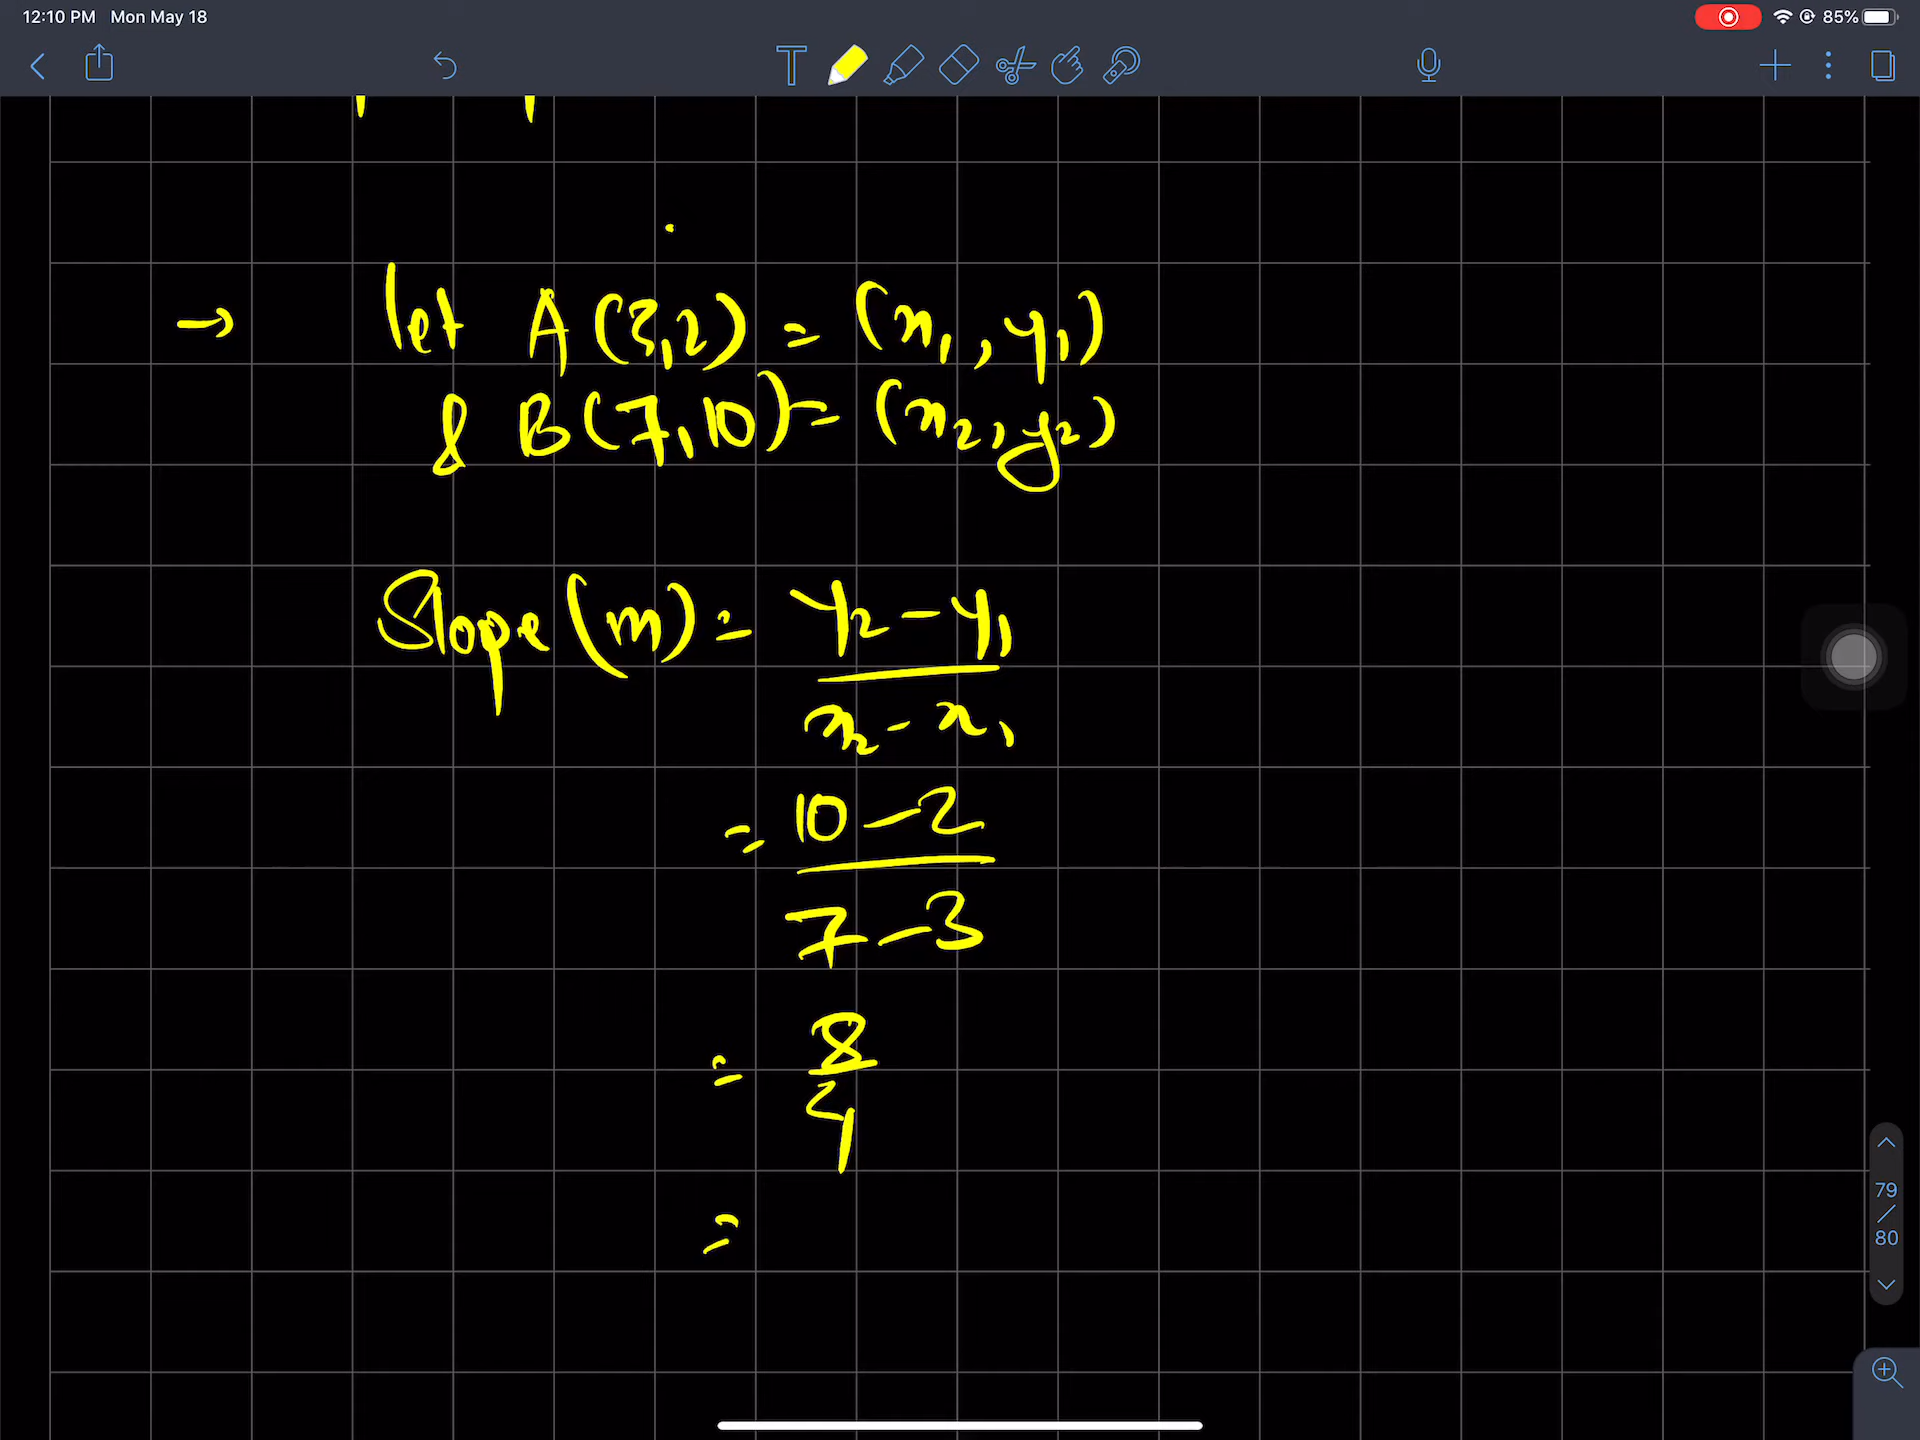 12:10 PM Mon May 18
85%
→ let A(3,2) = (x₁, y₁)
& B(7,10) = (x₂, y₂)
Slope (m) = y₂ - y₁
x₂ - x₁
= 10 - 2
7 - 3
= 8
4
=
79
/
80